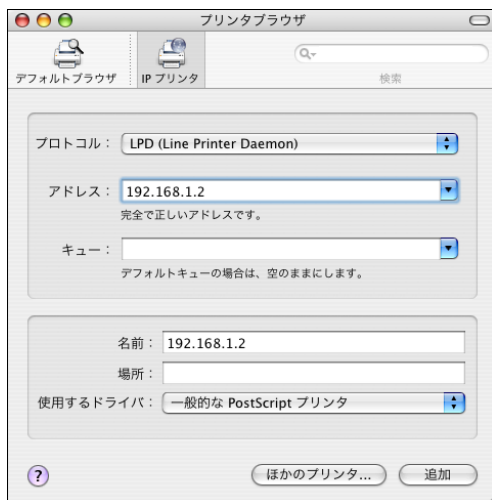 プリンタブラウザ
デフォルトブラウザ
IP プリンタ
検索
プロトコル：
LPD (Line Printer Daemon)
アドレス：
192.168.1.2
完全で正しいアドレスです。
キュー：
デフォルトキューの場合は、空のままにします。
名前：
192.168.1.2
場所：
使用するドライバ：
一般的な PostScript プリンタ
?
ほかのプリンタ...
追加